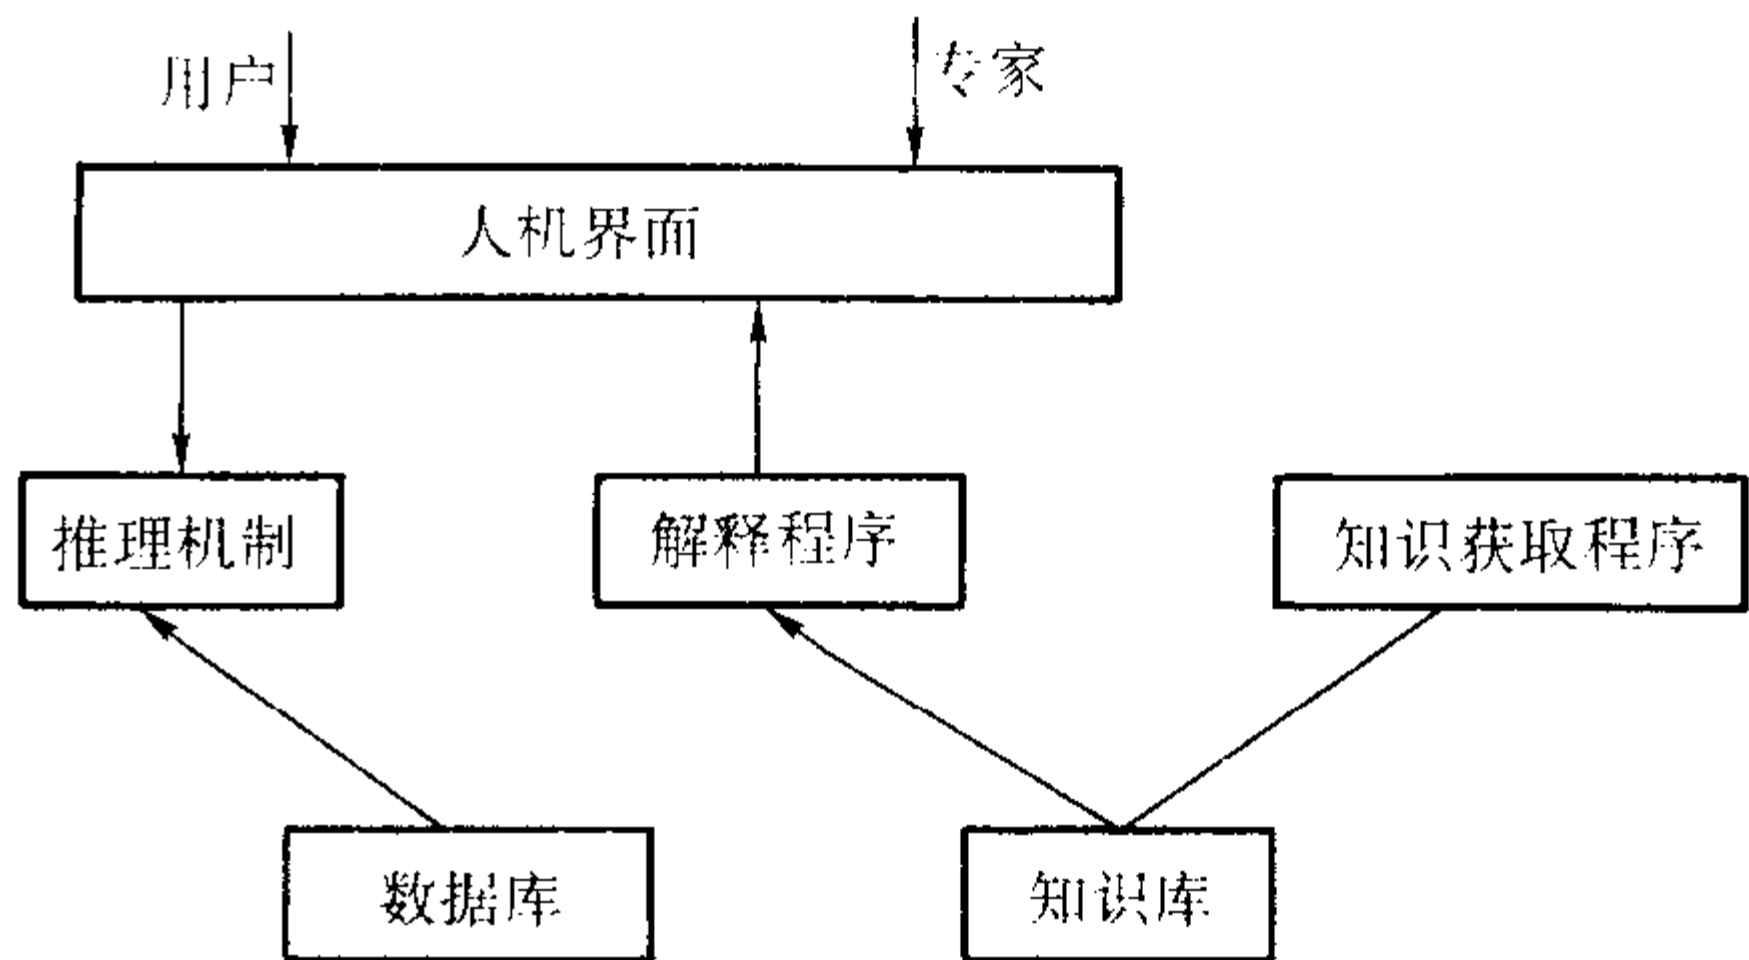 用户
专家
人机界面
推理机制
解释程序
知识获取程序
数据库
知识库